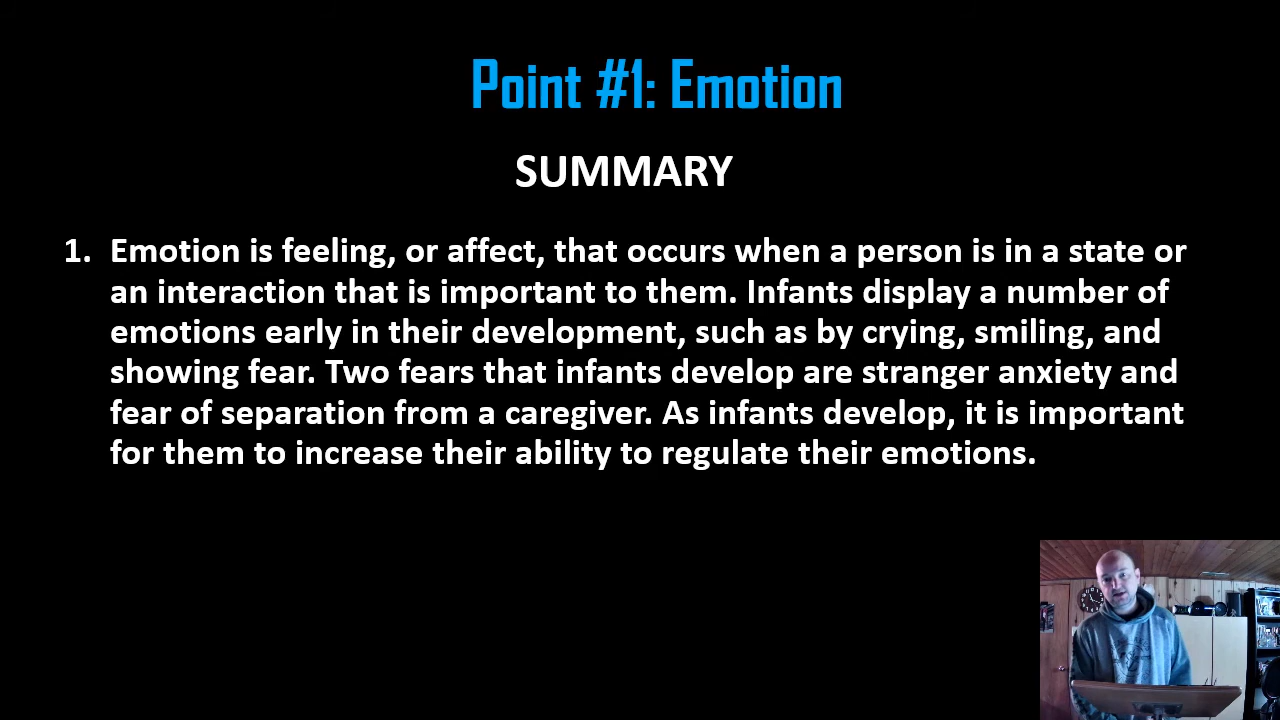 Point #1: Emotion
SUMMARY
1. Emotion is feeling, or affect, that occurs when a person is in a state or
an interaction that is important to them. Infants display a number of
emotions early in their development, such as by crying, smiling, and
showing fear. Two fears that infants develop are stranger anxiety and
fear of separation from a caregiver. As infants develop, it is important
for them to increase their ability to regulate their emotions.